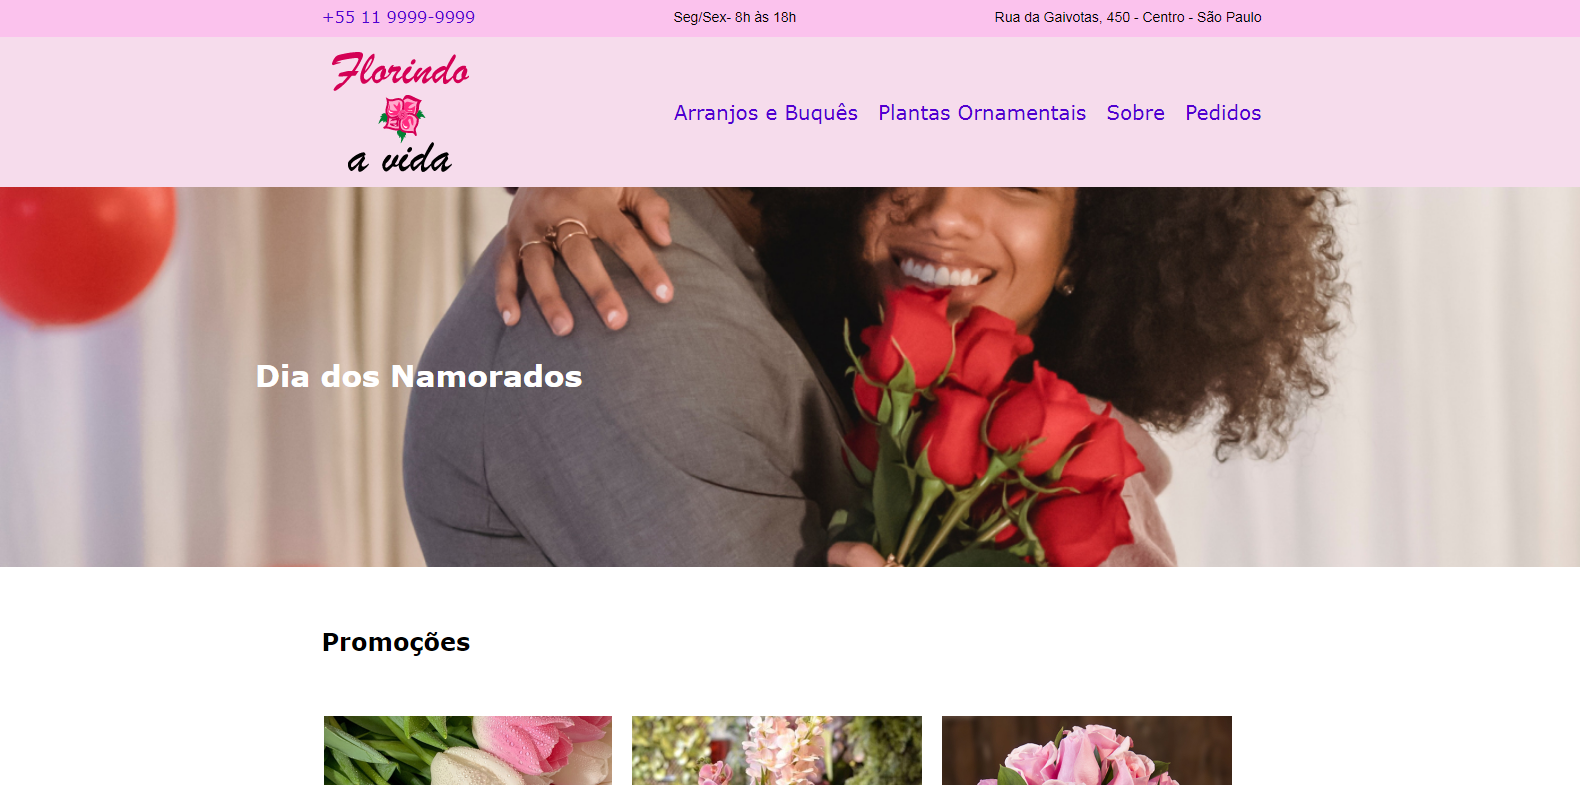 +55 11 9999-9999
Seg/Sex- 8h às 18h
Rua da Gaivotas, 450 - Centro - São Paulo
Florindo
a vida
Arranjos e Buquês
Plantas Ornamentais
Sobre
Pedidos
Dia dos Namorados
Promoções